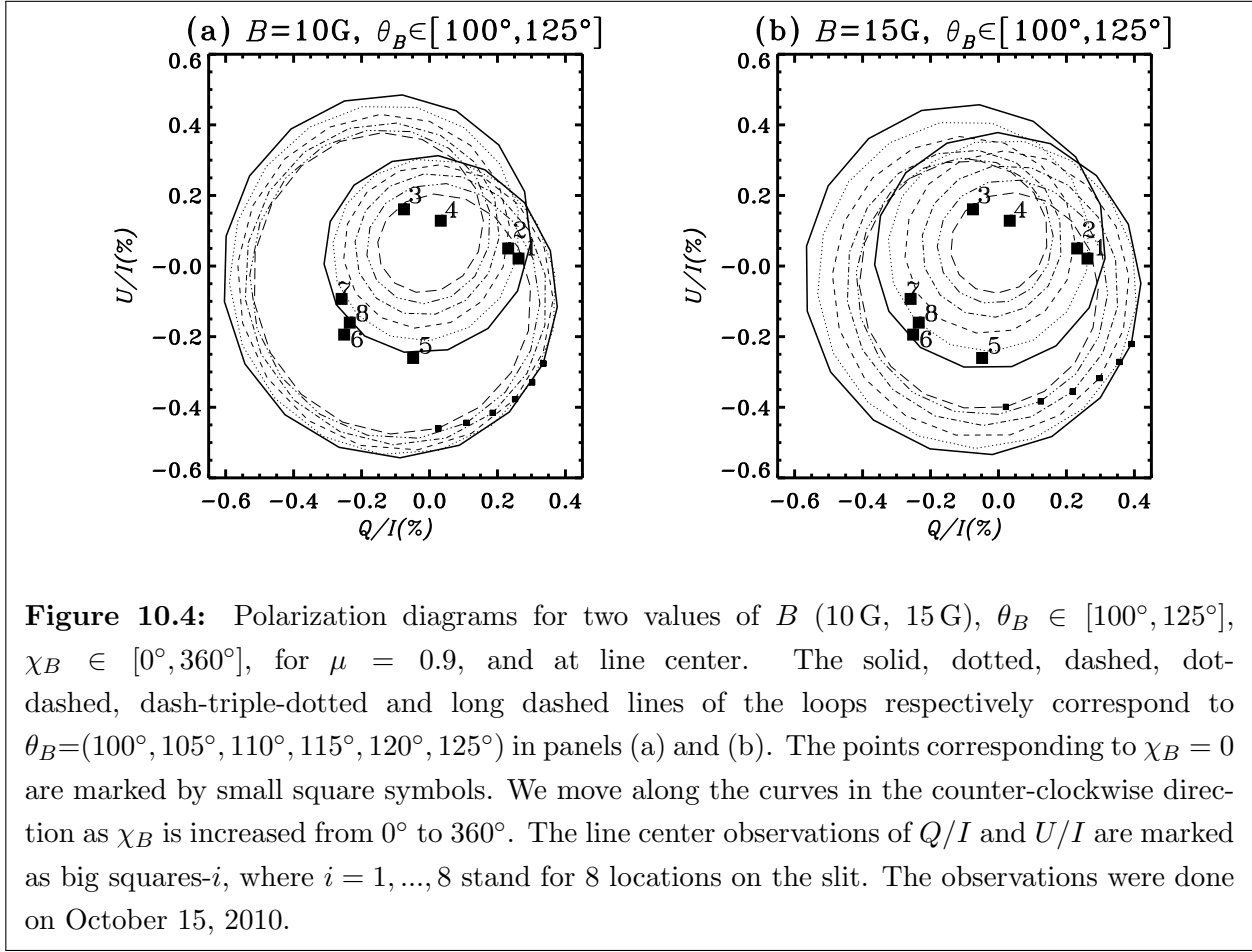 (a) B=10G, θ_B∈[100°,125°]
(b) B=15G, θ_B∈[100°,125°]
0.6
0.4
0.2
−0.0
−0.2
−0.4
−0.6
U/I(%)
3
4
2
1
7
8
6
5
−0.6 −0.4 −0.2 0.0 0.2 0.4
Q/I(%)
0.6
0.4
0.2
−0.0
−0.2
−0.4
−0.6
U/I(%)
3
4
2
1
7
8
6
5
−0.6 −0.4 −0.2 0.0 0.2 0.4
Q/I(%)
Figure 10.4: Polarization diagrams for two values of B (10 G, 15 G), θ_B ∈ [100°, 125°],
χ_B ∈ [0°, 360°], for μ = 0.9, and at line center. The solid, dotted, dashed, dot-
dashed, dash-triple-dotted and long dashed lines of the loops respectively correspond to
θ_B=(100°, 105°, 110°, 115°, 120°, 125°) in panels (a) and (b). The points corresponding to χ_B = 0
are marked by small square symbols. We move along the curves in the counter-clockwise direc-
tion as χ_B is increased from 0° to 360°. The line center observations of Q/I and U/I are marked
as big squares-i, where i = 1, ..., 8 stand for 8 locations on the slit. The observations were done
on October 15, 2010.